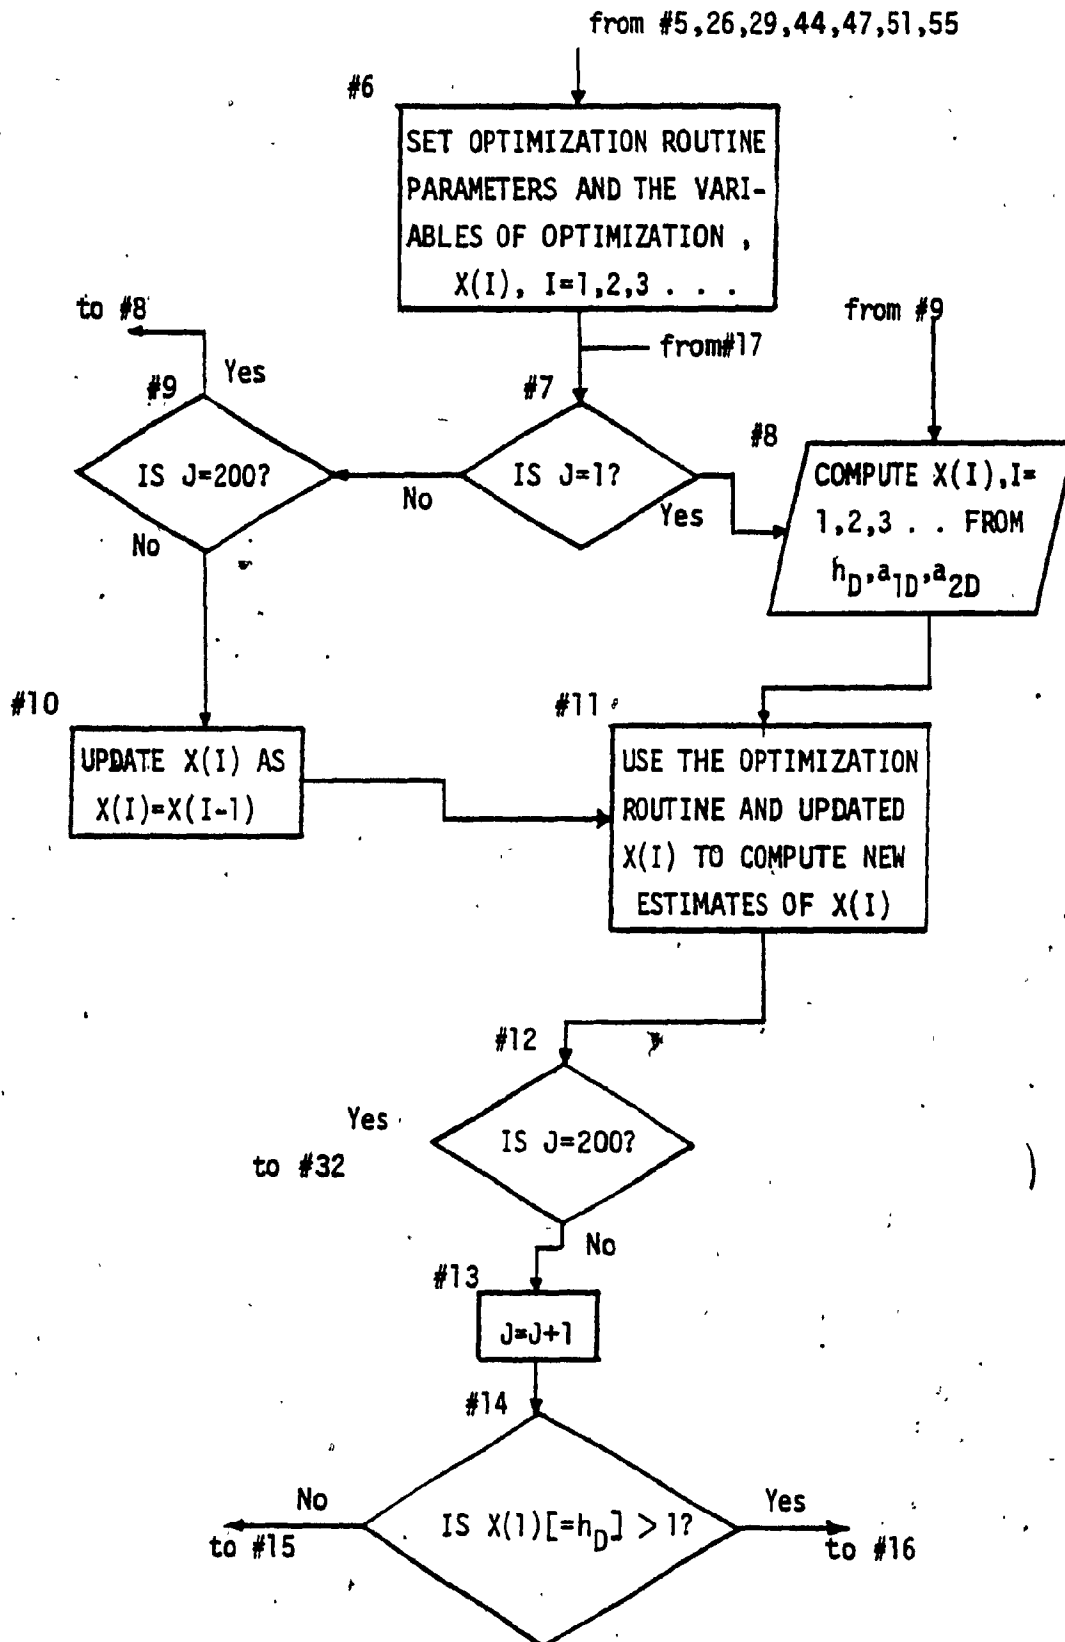 from #5,26,29,44,47,51,55
#6
SET OPTIMIZATION ROUTINE
PARAMETERS AND THE VARI-
ABLES OF OPTIMIZATION ,
X(I), I=1,2,3 . . .
to #8
from #9
from#17
Yes
#9
#7
#8
IS J=200?
No
IS J=1?
Yes
COMPUTE X(I),I=
1,2,3 . . FROM
hD,a1D,a2D
No
#10
#11
UPDATE X(I) AS
X(I)=X(I-1)
USE THE OPTIMIZATION
ROUTINE AND UPDATED
X(I) TO COMPUTE NEW
ESTIMATES OF X(I)
#12
Yes
IS J=200?
to #32
No
#13
J=J+1
#14
No
Yes
IS X(1)[=hD] > 1?
to #15
to #16